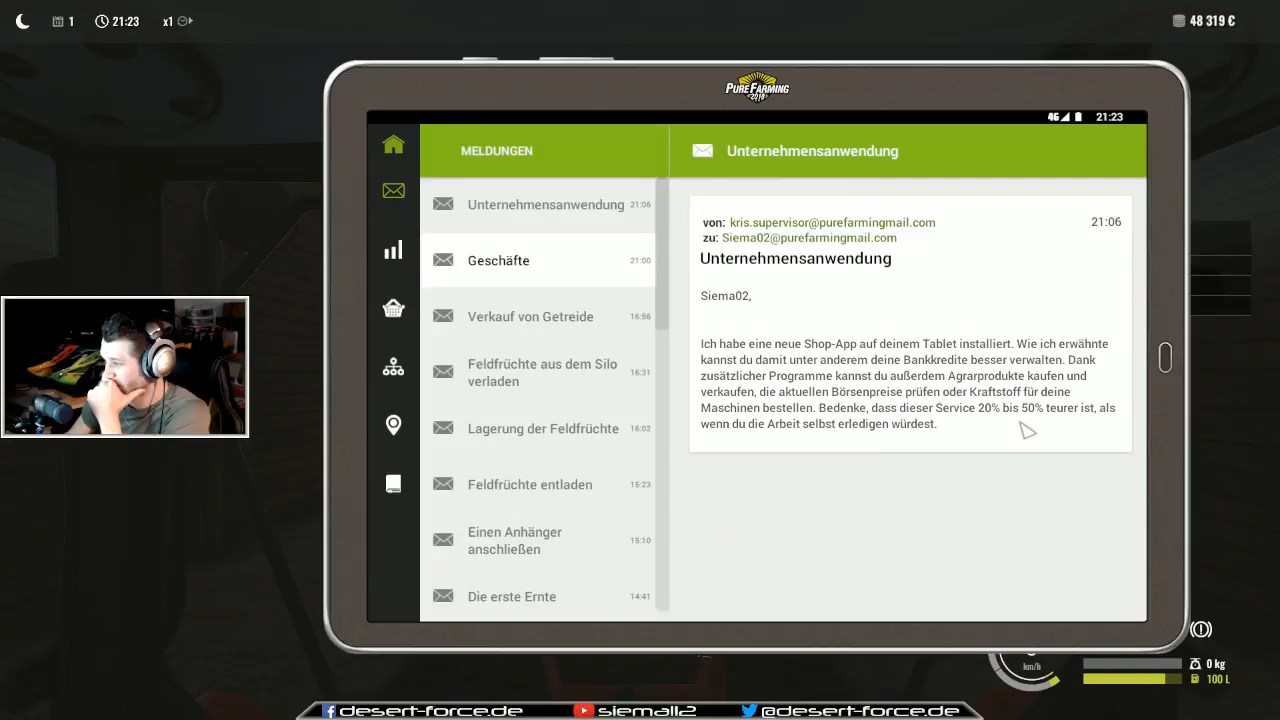 1
21:23
x1
48 319 €
PURE FARMING
2018
4G
21:23
MELDUNGEN
Unternehmensanwendung 21:06
Geschäfte 21:00
Verkauf von Getreide 16:56
Feldfrüchte aus dem Silo
verladen 16:31
Lagerung der Feldfrüchte 16:02
Feldfrüchte entladen 15:23
Einen Anhänger
anschließen 15:10
Die erste Ernte 14:41
Unternehmensanwendung
von: kris.supervisor@purefarmingmail.com 21:06
zu: Siema02@purefarmingmail.com
Unternehmensanwendung
Siema02,
Ich habe eine neue Shop-App auf deinem Tablet installiert. Wie ich erwähnte
kannst du damit unter anderem deine Bankkredite besser verwalten. Dank
zusätzlicher Programme kannst du außerdem Agrarprodukte kaufen und
verkaufen, die aktuellen Börsenpreise prüfen oder Kraftstoff für deine
Maschinen bestellen. Bedenke, dass dieser Service 20% bis 50% teurer ist, als
wenn du die Arbeit selbst erledigen würdest.
km/h
0 kg
100 L
desert-force.de
siemall2
@desert-force.de